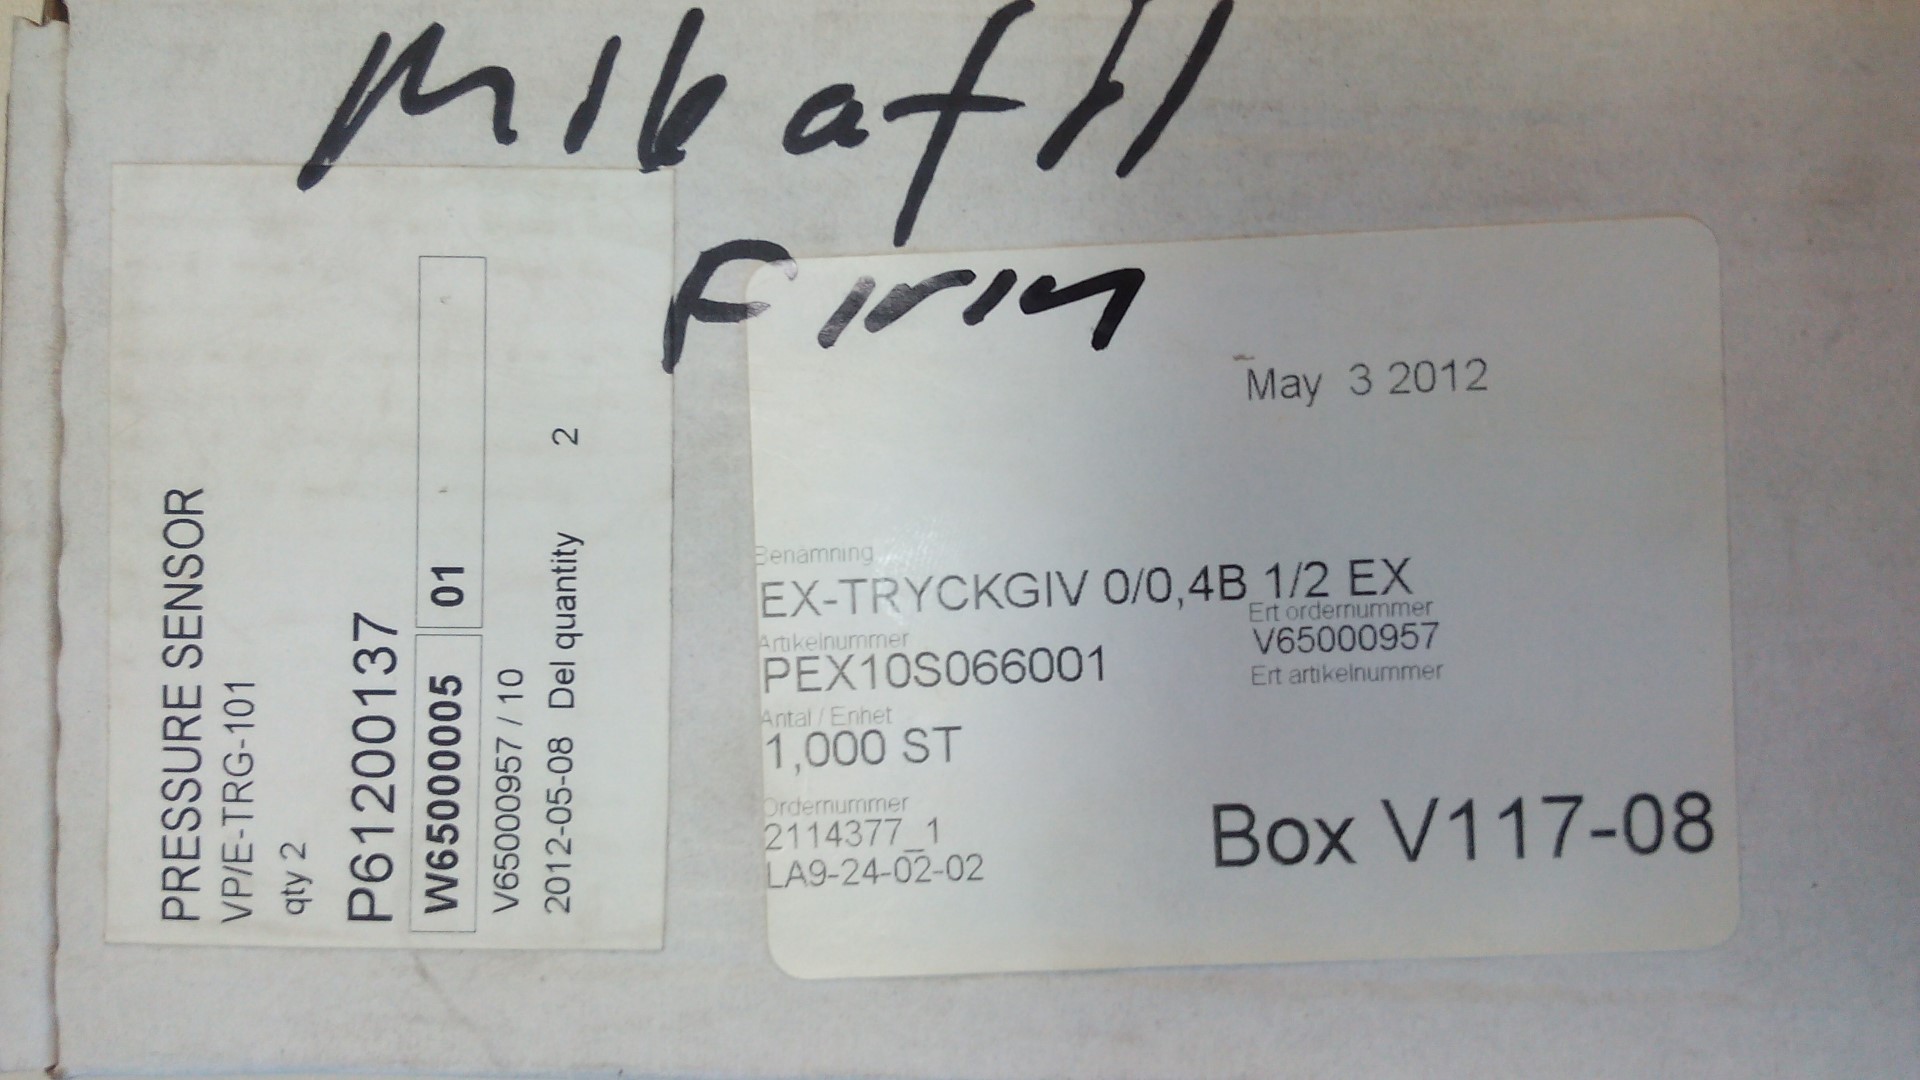 Mikafil
Firin
PRESSURE SENSOR
VP/E-TRG-101
qty 2
P61200137
W65000005 01
V65000957 / 10
2012-05-08 Del quantity 2
May 3 2012
Benämning
EX-TRYCKGIV 0/0,4B 1/2 EX
Artikelnummer
PEX10S066001
Ert ordernummer
V65000957
Ert artikelnummer
Antal / Enhet
1,000 ST
Ordernummer
2114377_1
LA9-24-02-02
Box V117-08